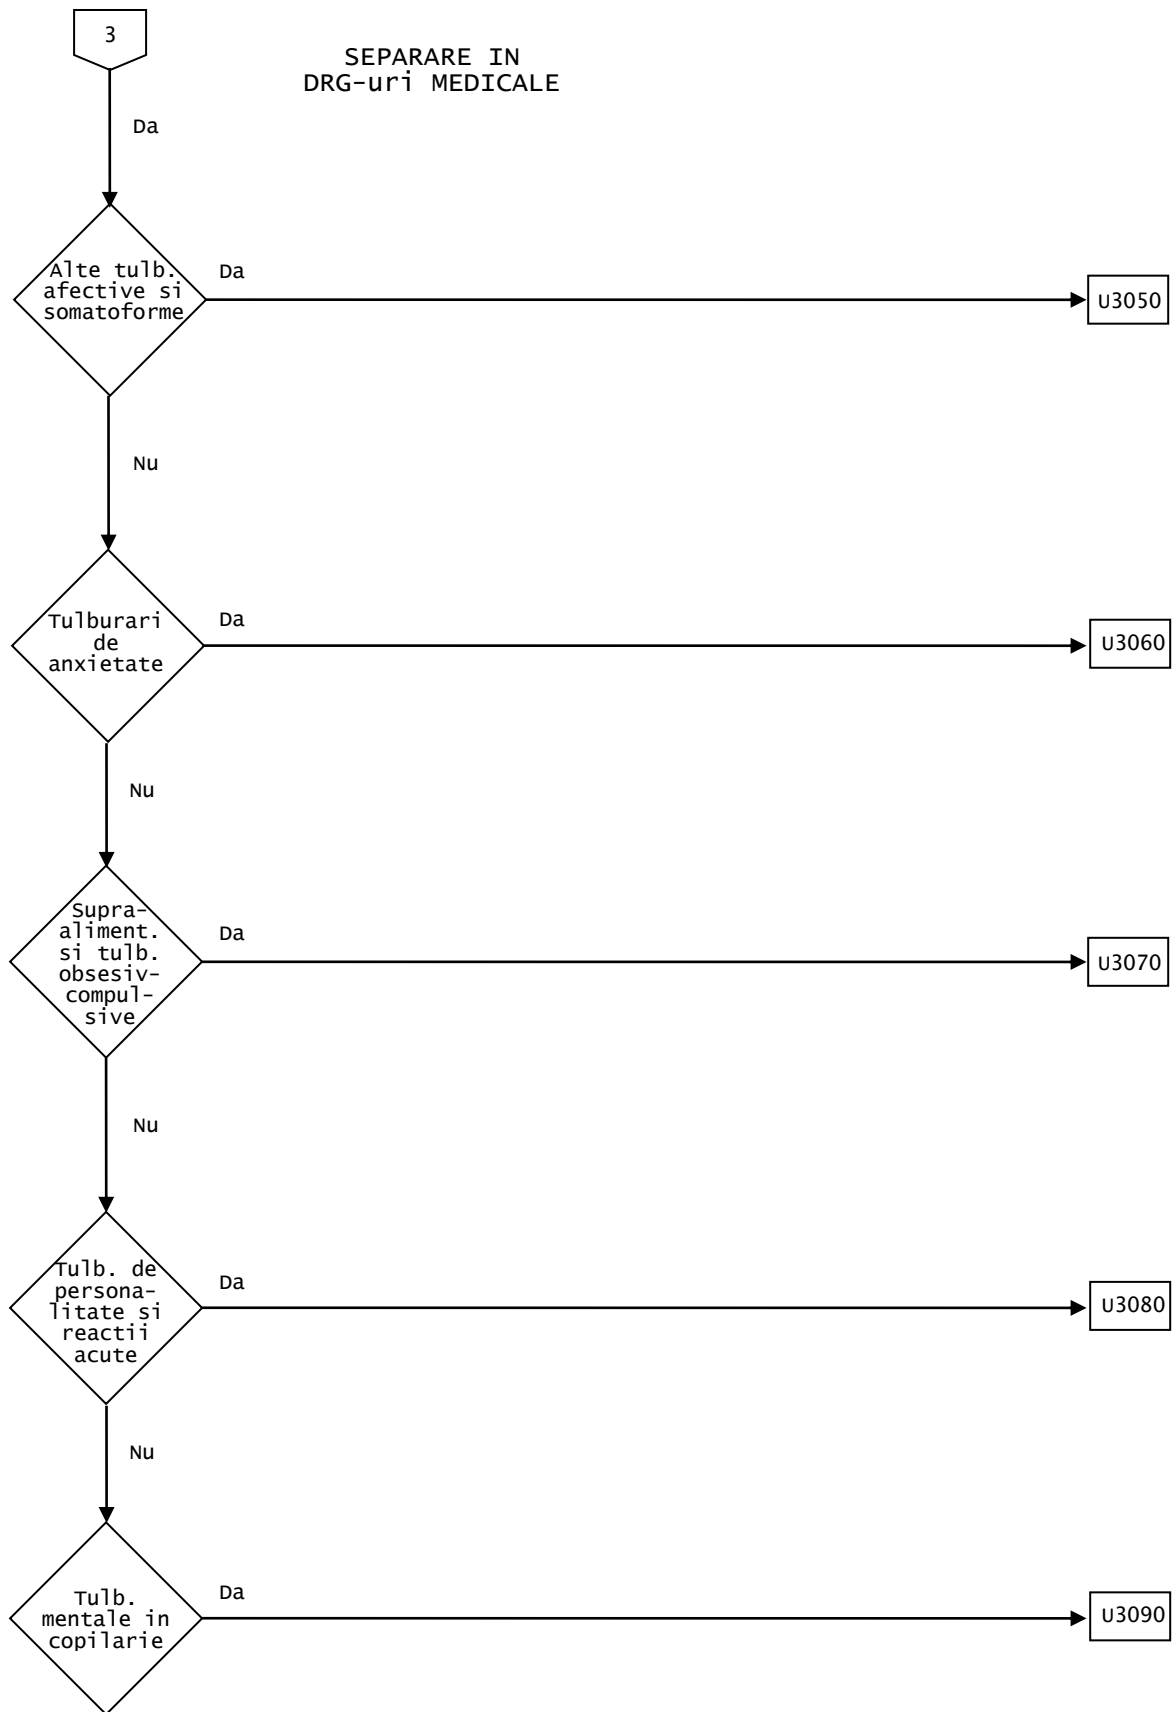 3
SEPARARE IN
DRG-uri MEDICALE
Da
Alte tulb.
afective si
somatoforme
Da
U3050
Nu
Tulburari
de
anxietate
Da
U3060
Nu
Supra-
aliment.
si tulb.
obsesiv-
compul-
sive
Da
U3070
Nu
Tulb. de
persona-
litate si
reactii
acute
Da
U3080
Nu
Tulb.
mentale in
copilarie
Da
U3090